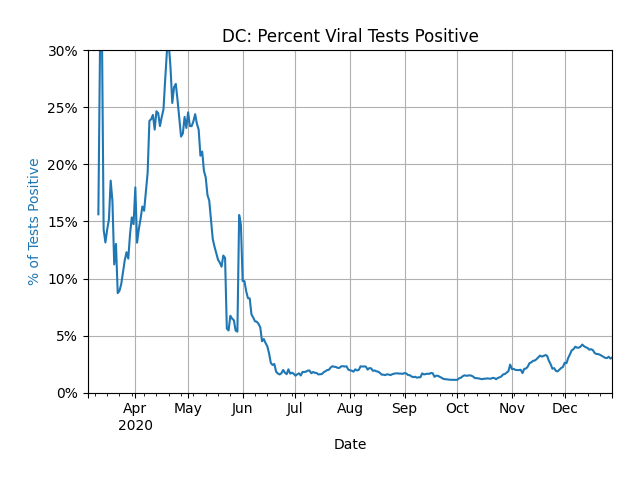 DC: Percent Viral Tests Positive
30%
25%
20%
15%
10%
5%
0%
% of Tests Positive
Apr May Jun Jul Aug Sep Oct Nov Dec
2020
Date